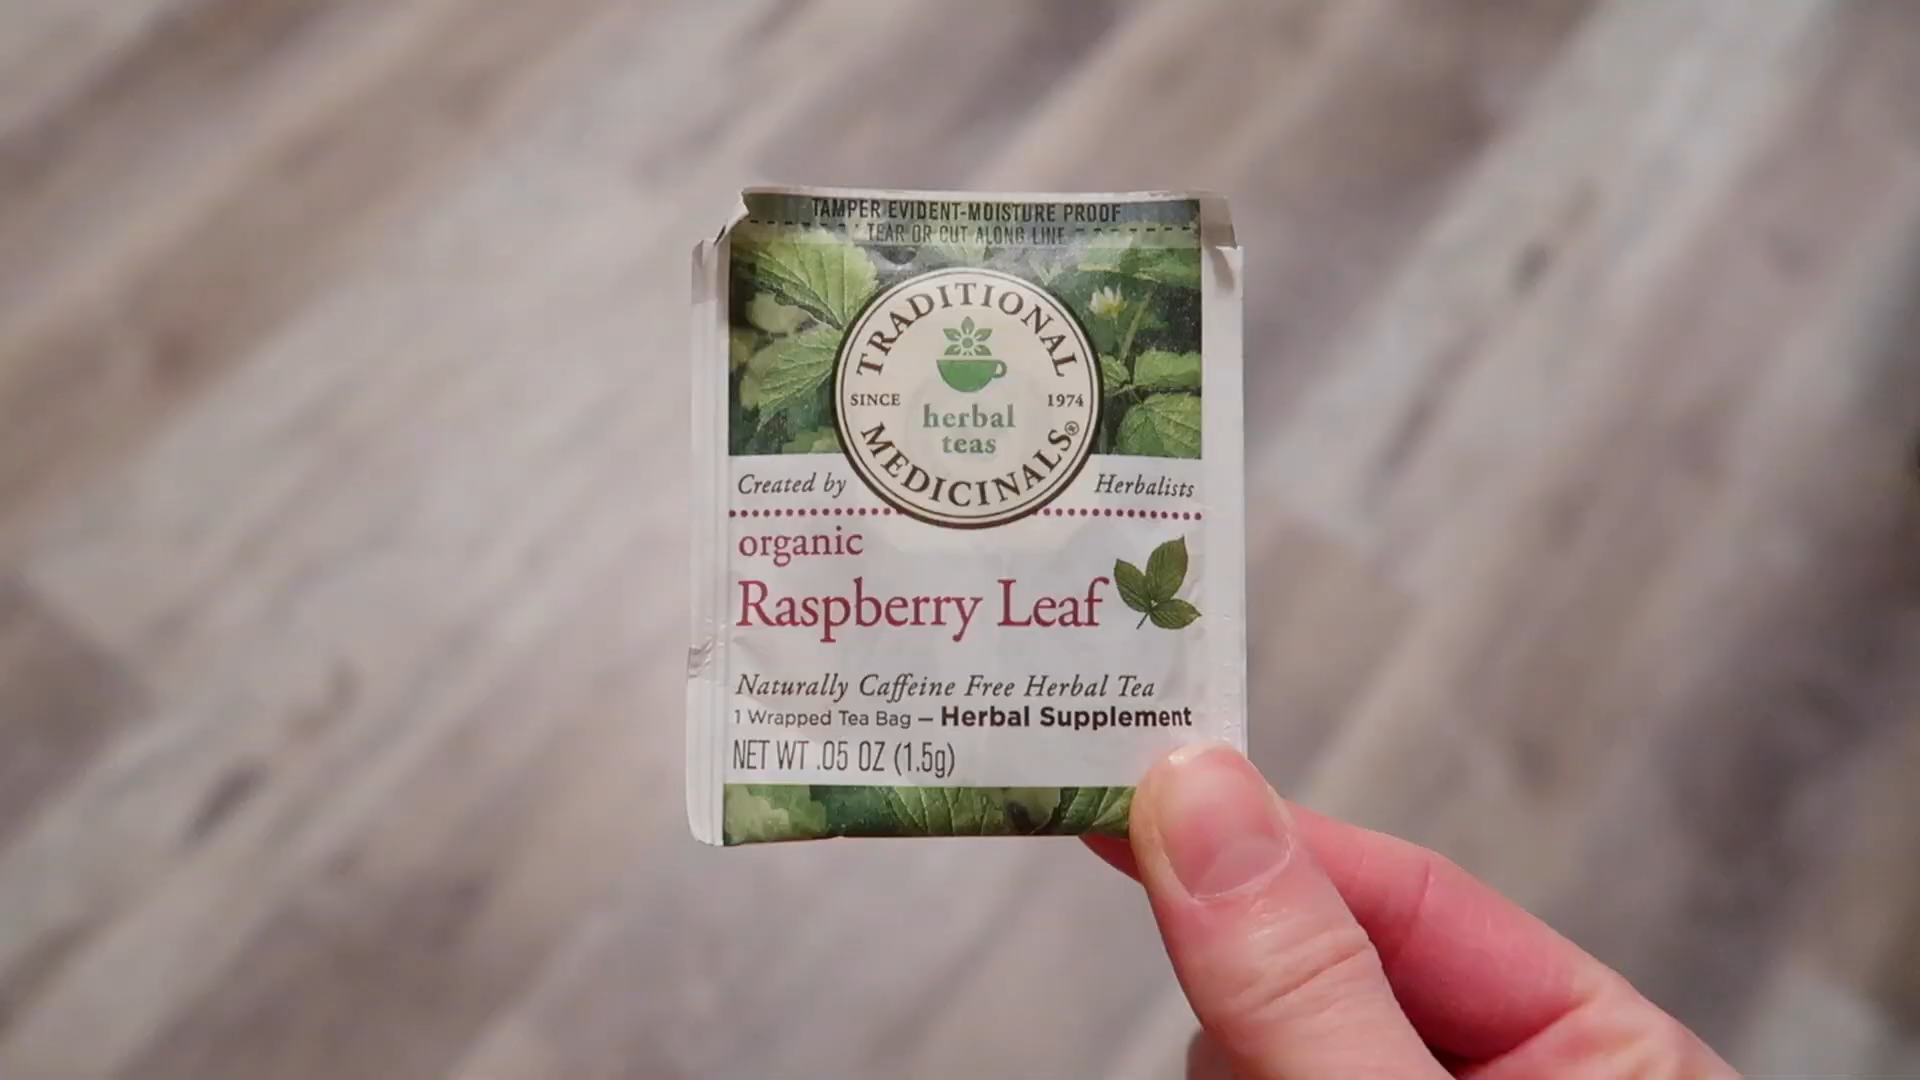 TAMPER EVIDENT-MOISTURE PROOF
TEAR OR CUT ALONG LINE
TRADITIONAL
SINCE 1974
herbal
teas
MEDICINALS®
Created by Herbalists
organic
Raspberry Leaf
Naturally Caffeine Free Herbal Tea
1 Wrapped Tea Bag – Herbal Supplement
NET WT .05 OZ (1.5g)